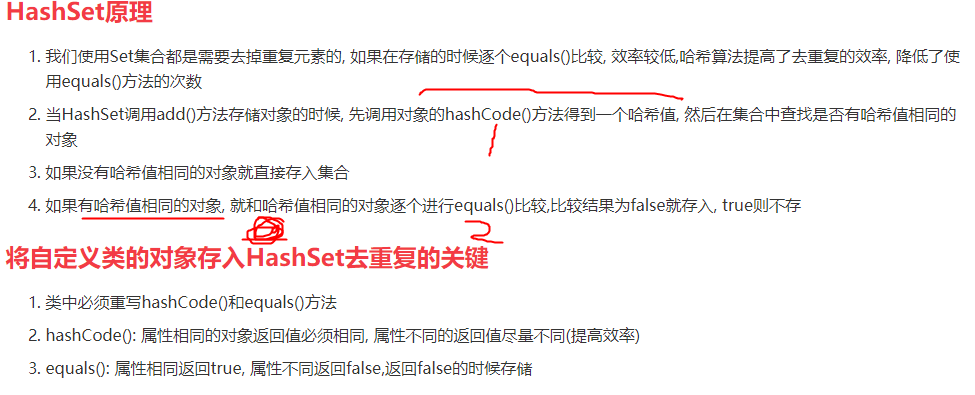 HashSet原理
1. 我们使用Set集合都是需要去掉重复元素的, 如果在存储的时候逐个equals()比较, 效率较低,哈希算法提高了去重复的效率, 降低了使
用equals()方法的次数
2. 当HashSet调用add()方法存储对象的时候, 先调用对象的hashCode()方法得到一个哈希值, 然后在集合中查找是否有哈希值相同的
对象
3. 如果没有哈希值相同的对象就直接存入集合
4. 如果有哈希值相同的对象, 就和哈希值相同的对象逐个进行equals()比较,比较结果为false就存入, true则不存
将自定义类的对象存入HashSet去重复的关键
1. 类中必须重写hashCode()和equals()方法
2. hashCode(): 属性相同的对象返回值必须相同, 属性不同的返回值尽量不同(提高效率)
3. equals(): 属性相同返回true, 属性不同返回false,返回false的时候存储